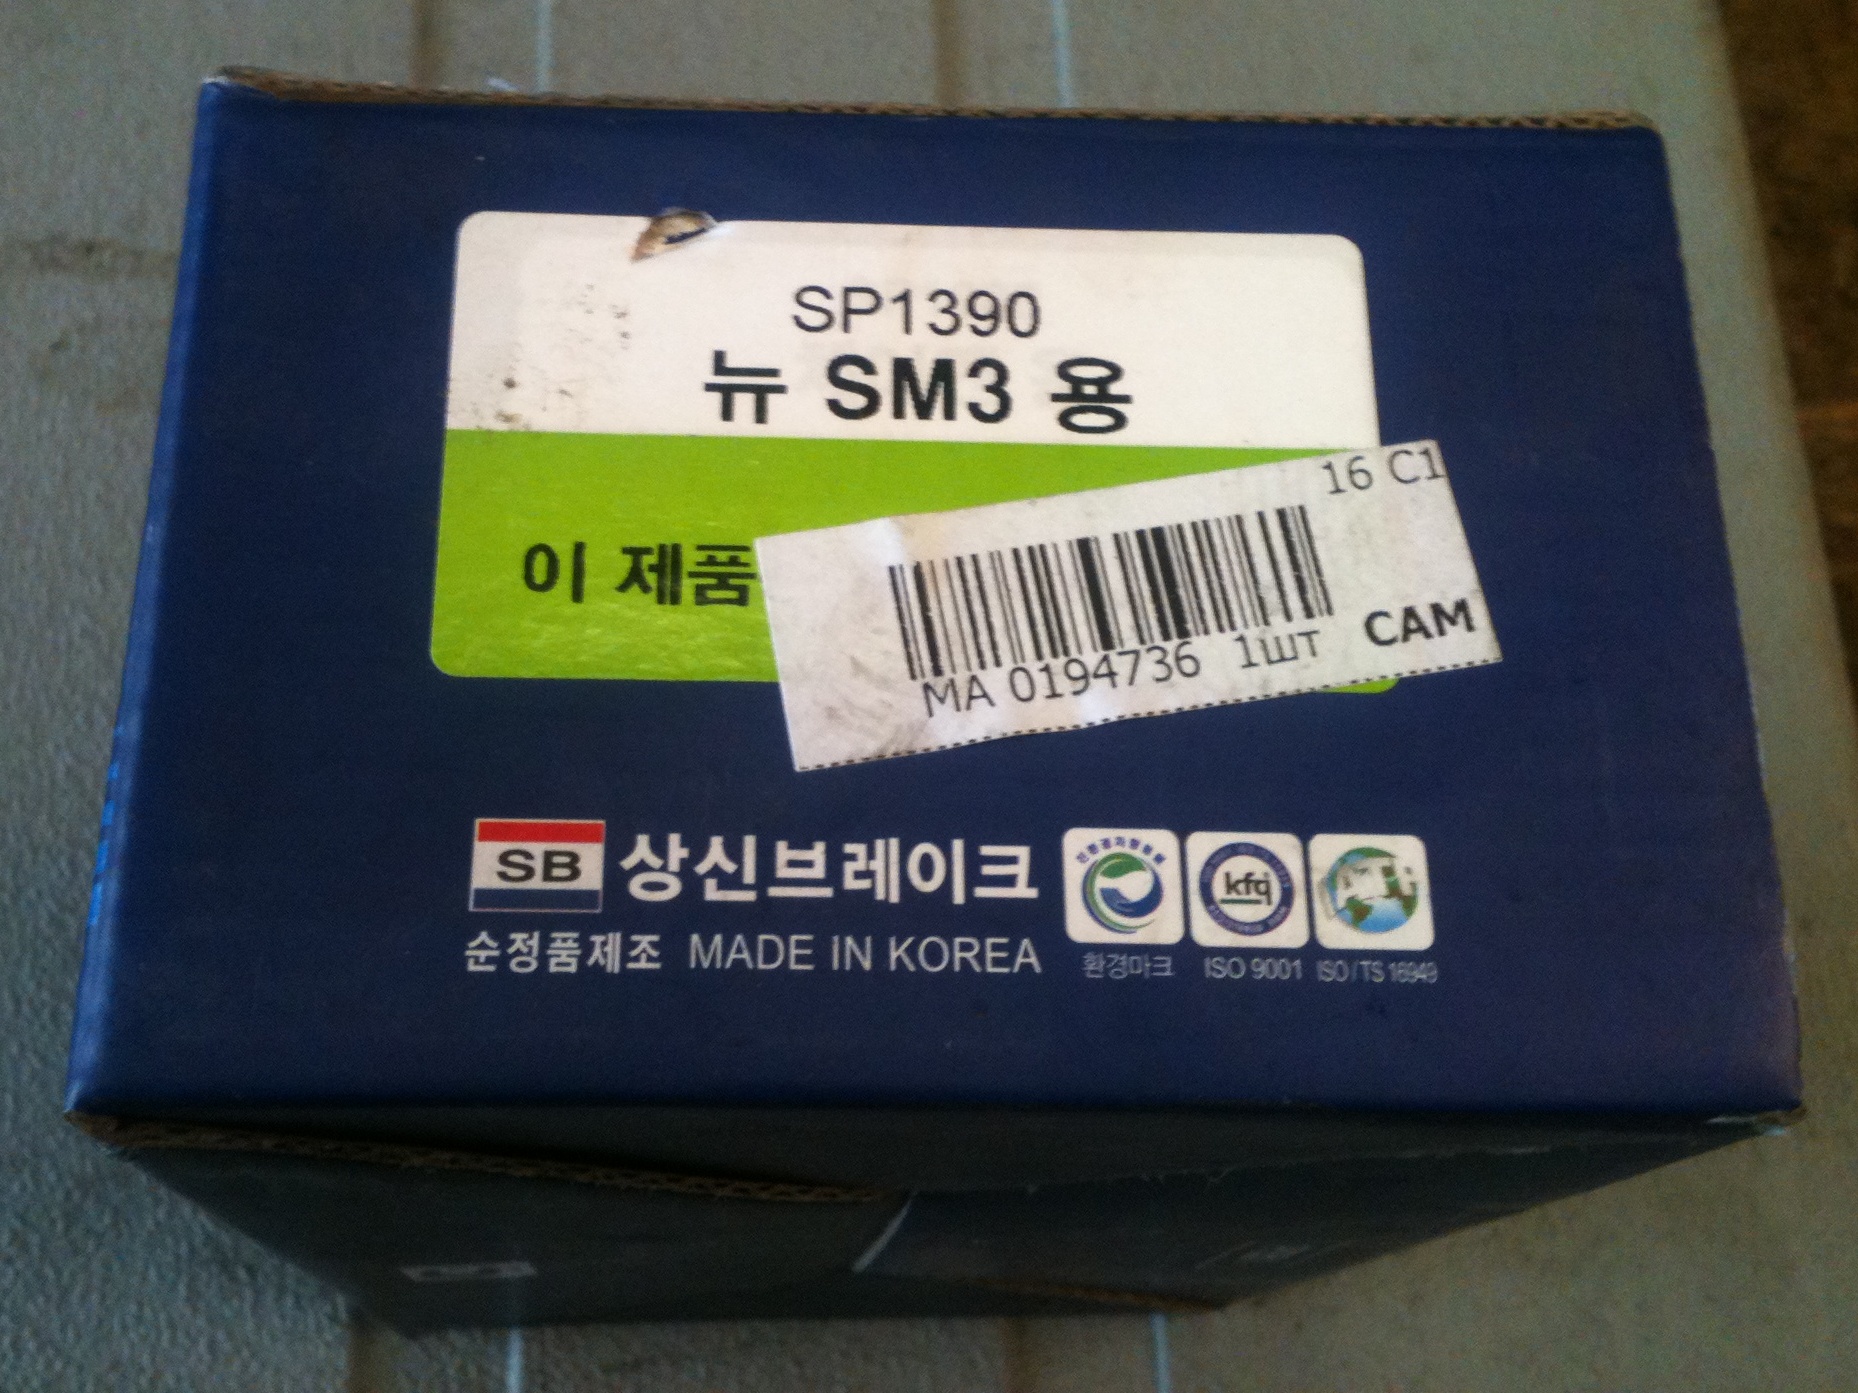 SP1390
뉴 SM3 용
이 제품
16 C1
MA 0194736 1шт CAM
SB 상신브레이크
순정품제조 MADE IN KOREA
kfq
환경마크 ISO 9001 ISO/TS 16949